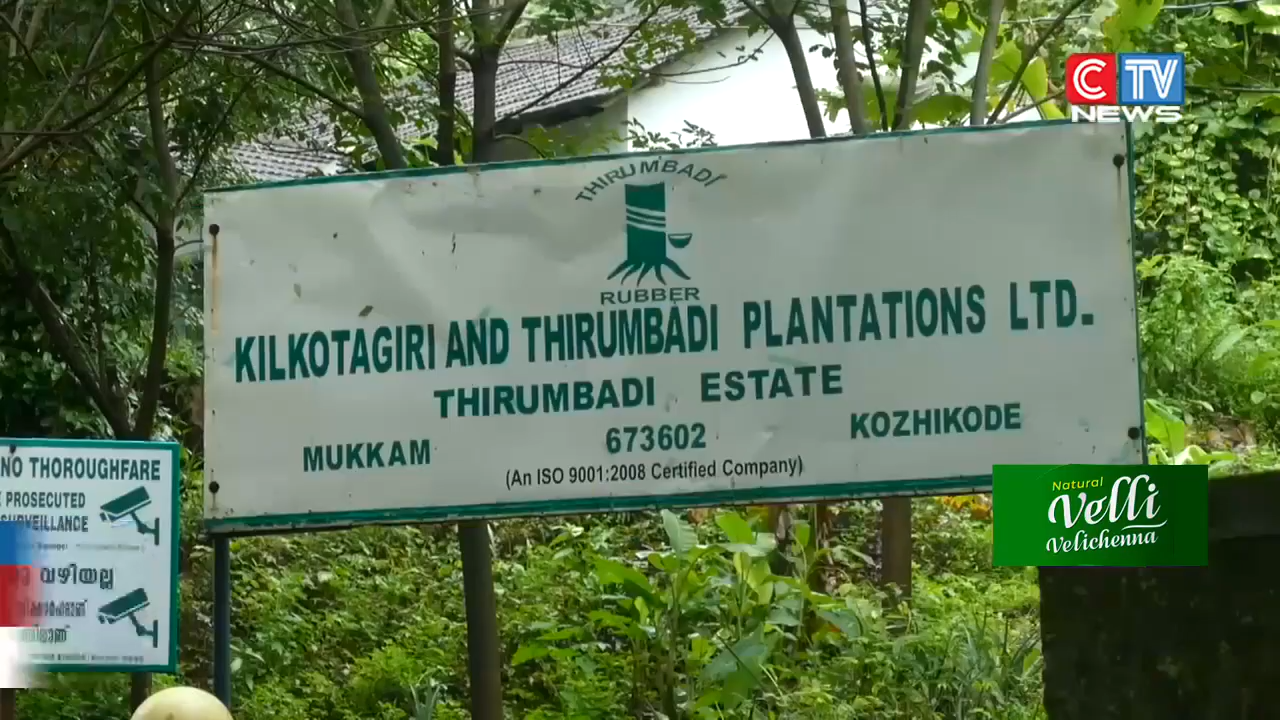 CTV
NEWS
THIRUMBADI
RUBBER
KILKOTAGIRI AND THIRUMBADI PLANTATIONS LTD.
THIRUMBADI ESTATE
MUKKAM 673602 KOZHIKODE
(An ISO 9001:2008 Certified Company)
NO THOROUGHFARE
PROSECUTED
SURVEILLANCE
വഴിയല്ല
Natural
Velli
Velichenna